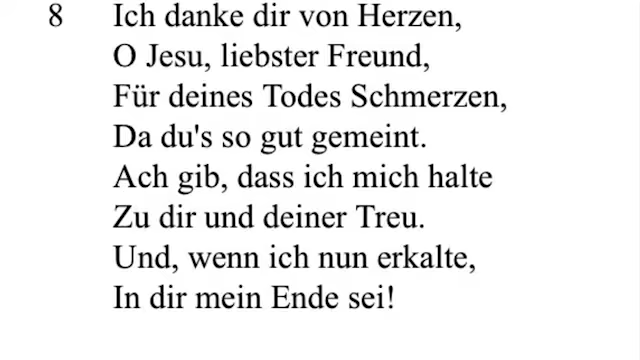 8 Ich danke dir von Herzen,
O Jesu, liebster Freund,
Für deines Todes Schmerzen,
Da du's so gut gemeint.
Ach gib, dass ich mich halte
Zu dir und deiner Treu.
Und, wenn ich nun erkalte,
In dir mein Ende sei!